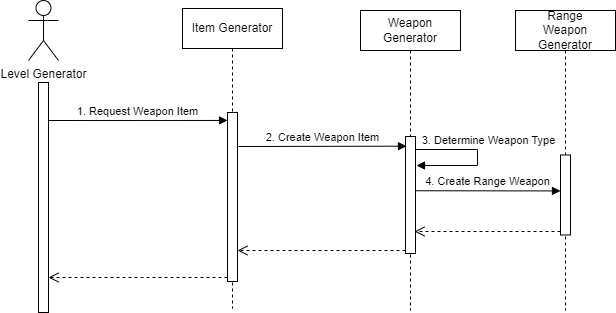 Level Generator
Item Generator
Weapon
Generator
Range
Weapon
Generator
1. Request Weapon Item
2. Create Weapon Item
3. Determine Weapon Type
4. Create Range Weapon